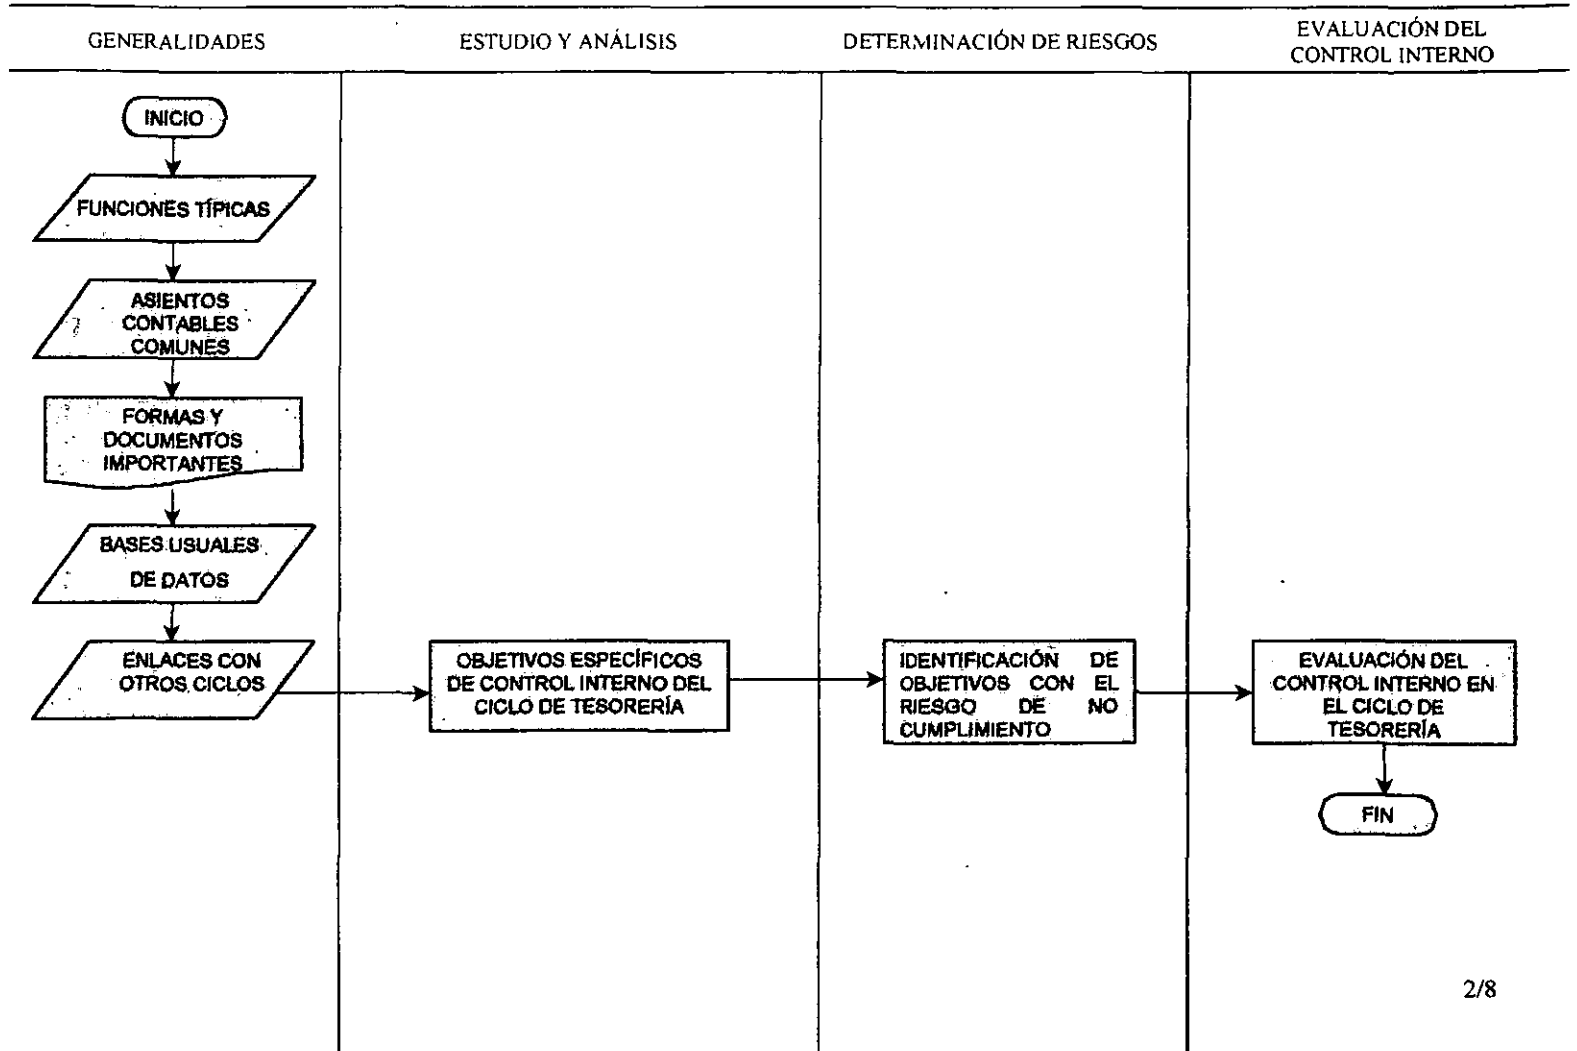 GENERALIDADES
ESTUDIO Y ANÁLISIS
DETERMINACIÓN DE RIESGOS
EVALUACIÓN DEL
CONTROL INTERNO
INICIO
FUNCIONES TÍPICAS
ASIENTOS
CONTABLES
COMUNES
FORMAS Y
DOCUMENTOS
IMPORTANTES
BASES USUALES
DE DATOS
ENLACES CON
OTROS CICLOS
OBJETIVOS ESPECÍFICOS
DE CONTROL INTERNO DEL
CICLO DE TESORERÍA
IDENTIFICACIÓN DE
OBJETIVOS CON EL
RIESGO DE NO
CUMPLIMIENTO
EVALUACIÓN DEL
CONTROL INTERNO EN
EL CICLO DE
TESORERÍA
FIN
2/8